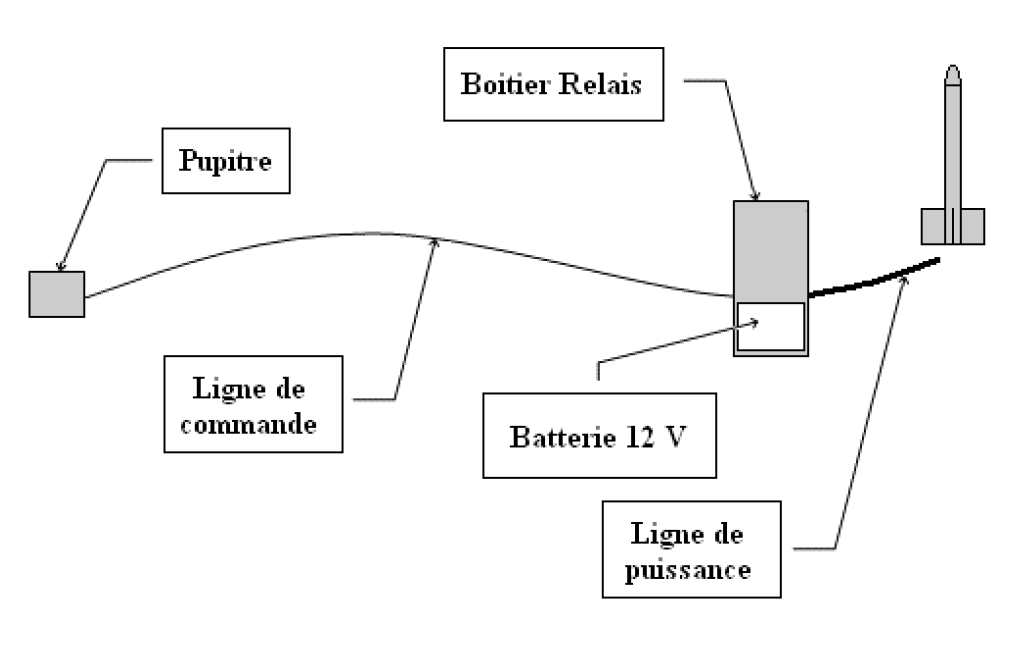 Boitier Relais
Pupitre
Ligne de
commande
Batterie 12 V
Ligne de
puissance